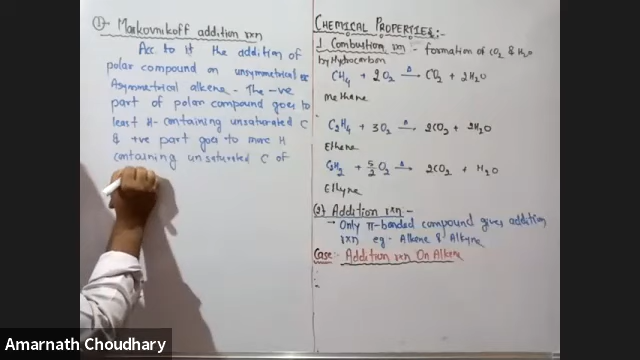 ① - Markovnikoff addition rxn
Acc to it the addition of
polar compound on unsymmetrical or
Asymmetrical alkene - The -ve
part of polar compound goes to
least H- containing unsaturated C
& +ve part goes to more H
containing unsaturated C of
CHEMICAL PROPERTIES:-
1 Combustion rxn - formation of CO2 & H2O
by Hydrocarbon
CH4 + 2O2 —Δ→ CO2 + 2H2O
methane
C2H4 + 3O2 —Δ→ 2CO2 + 2H2O
Ethene
C2H2 + 5/2 O2 —Δ→ 2CO2 + H2O
Ethyne
(2) Addition rxn -
→ Only π-bonded compound gives addition
rxn eg- Alkene & Alkyne
Case:- Addition rxn On Alkene
Amarnath Choudhary